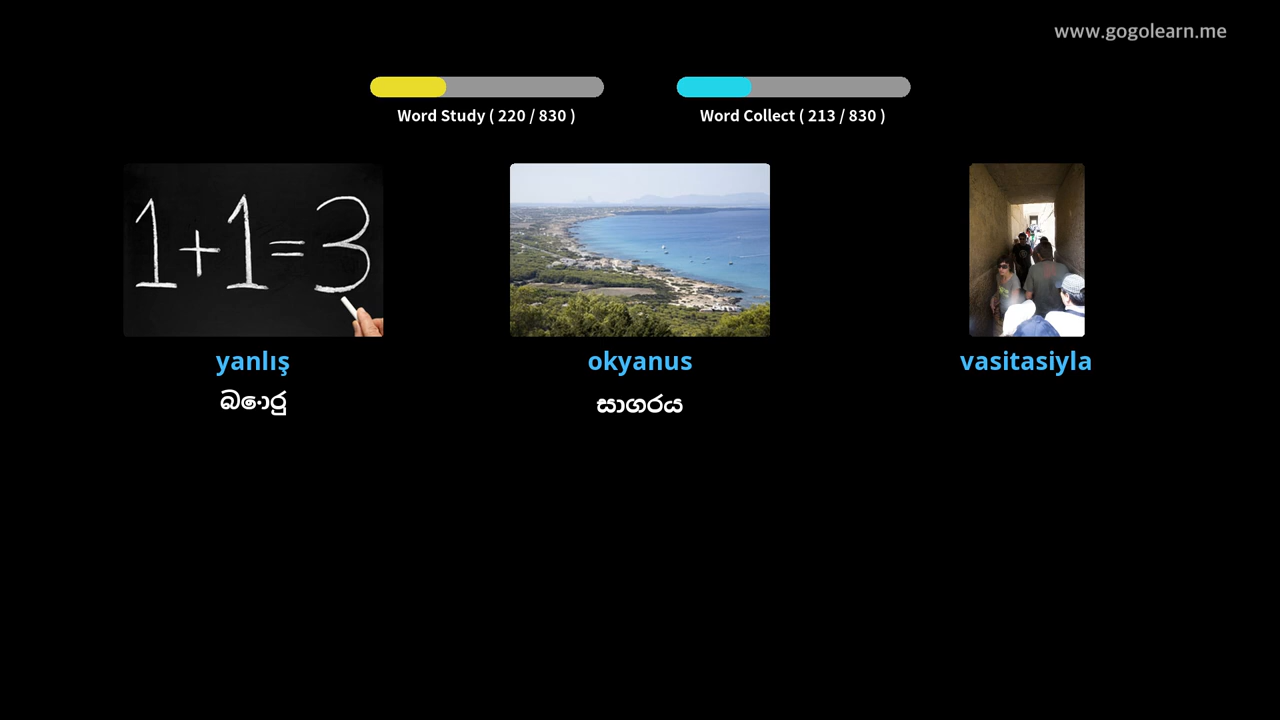 www.gogolearn.me
Word Study ( 220 / 830 )
Word Collect ( 213 / 830 )
1+1=3
yanlış
okyanus
vasitasiyla
බොරු
සාගරය